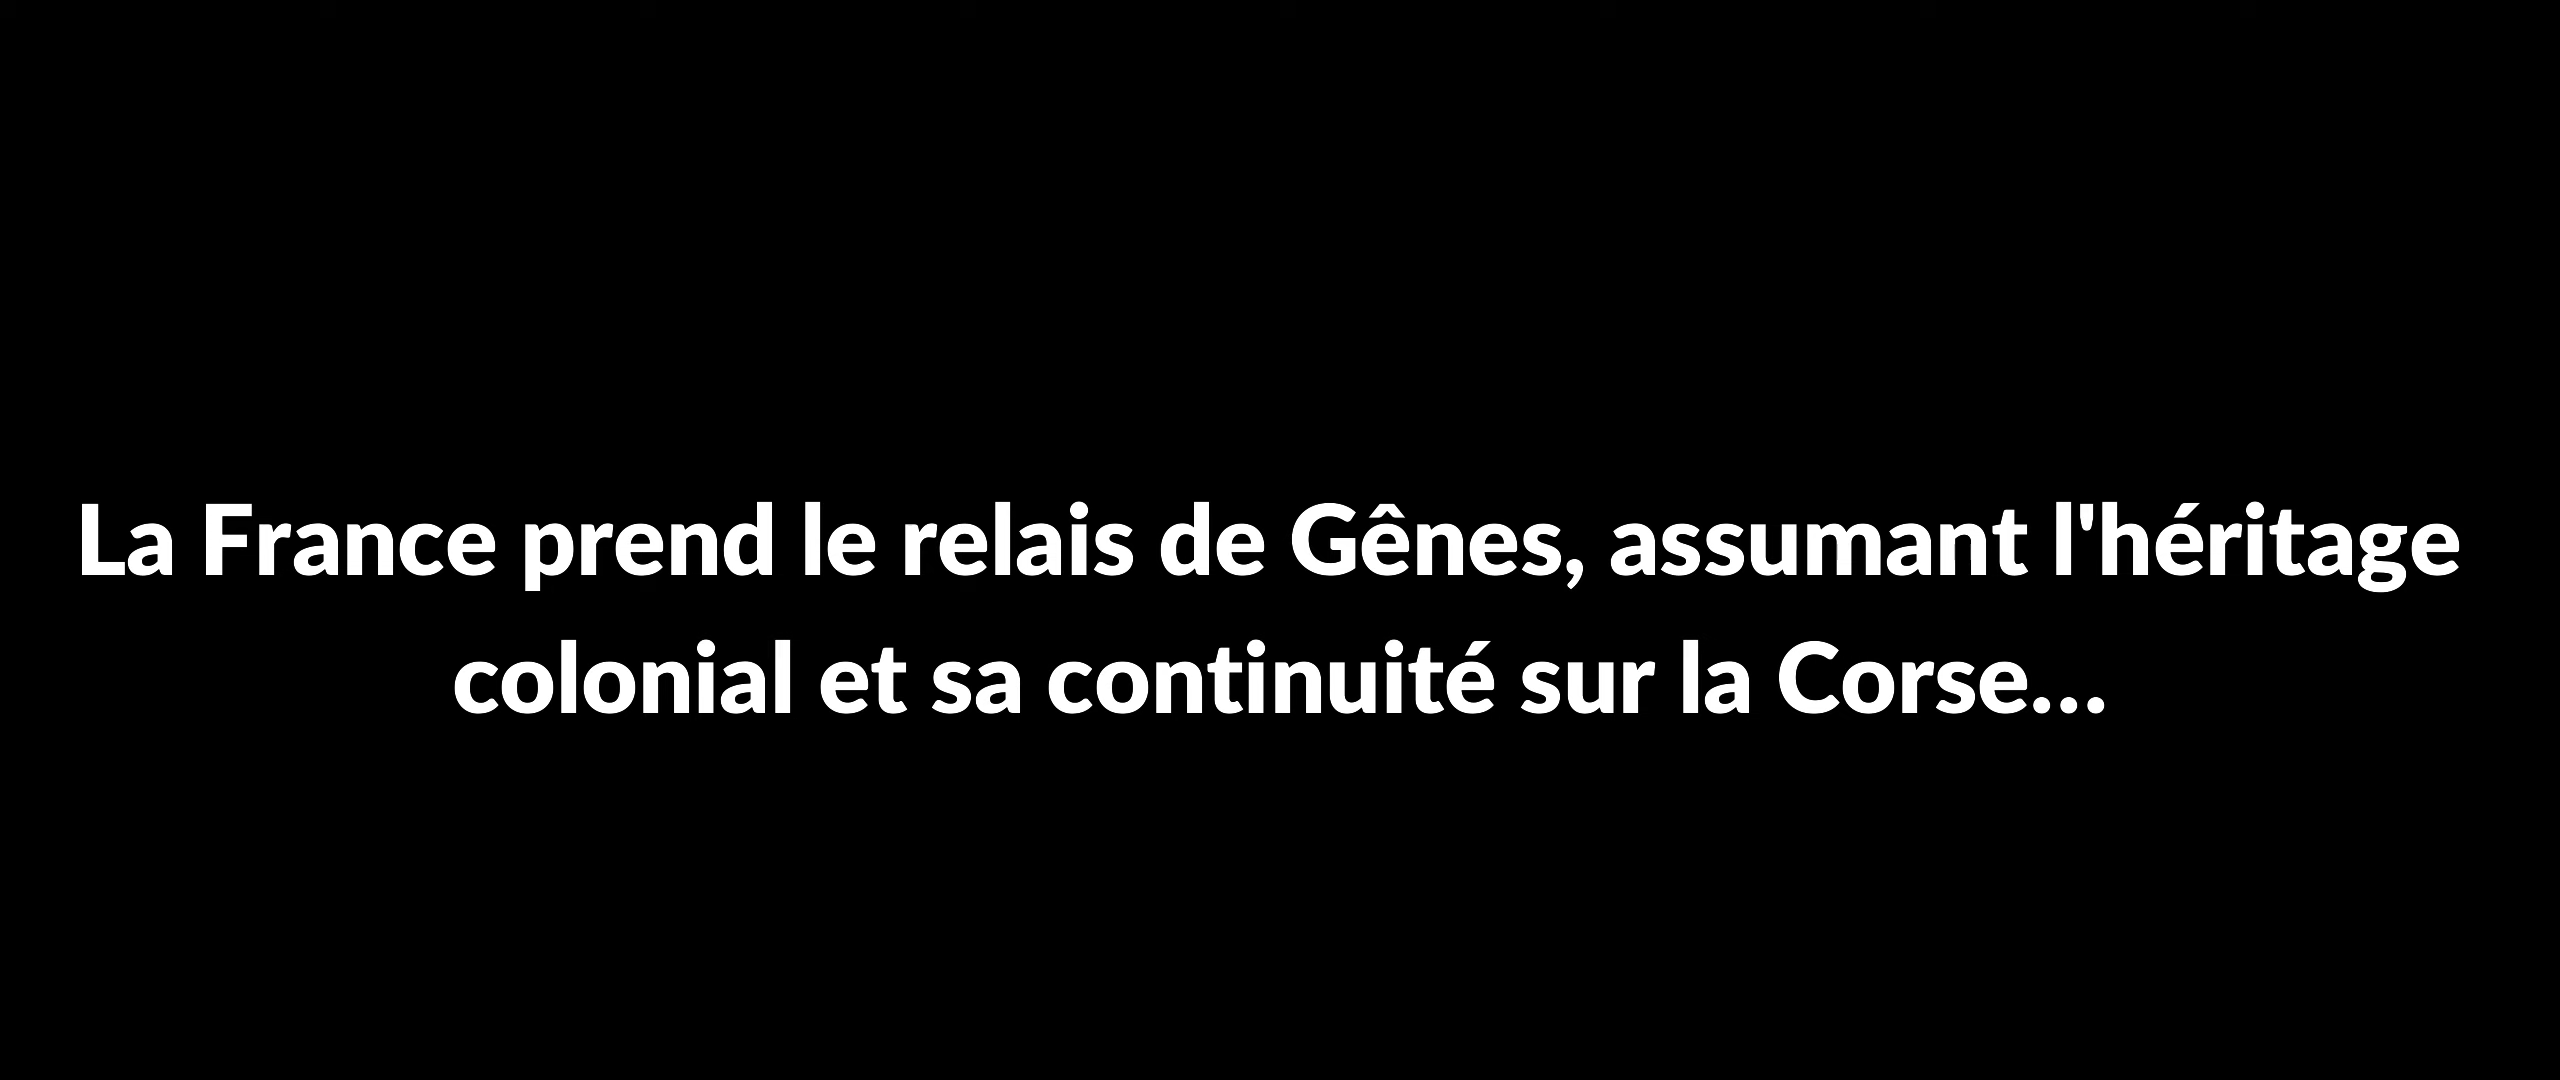 La France prend le relais de Gênes, assumant l'héritage
colonial et sa continuité sur la Corse...